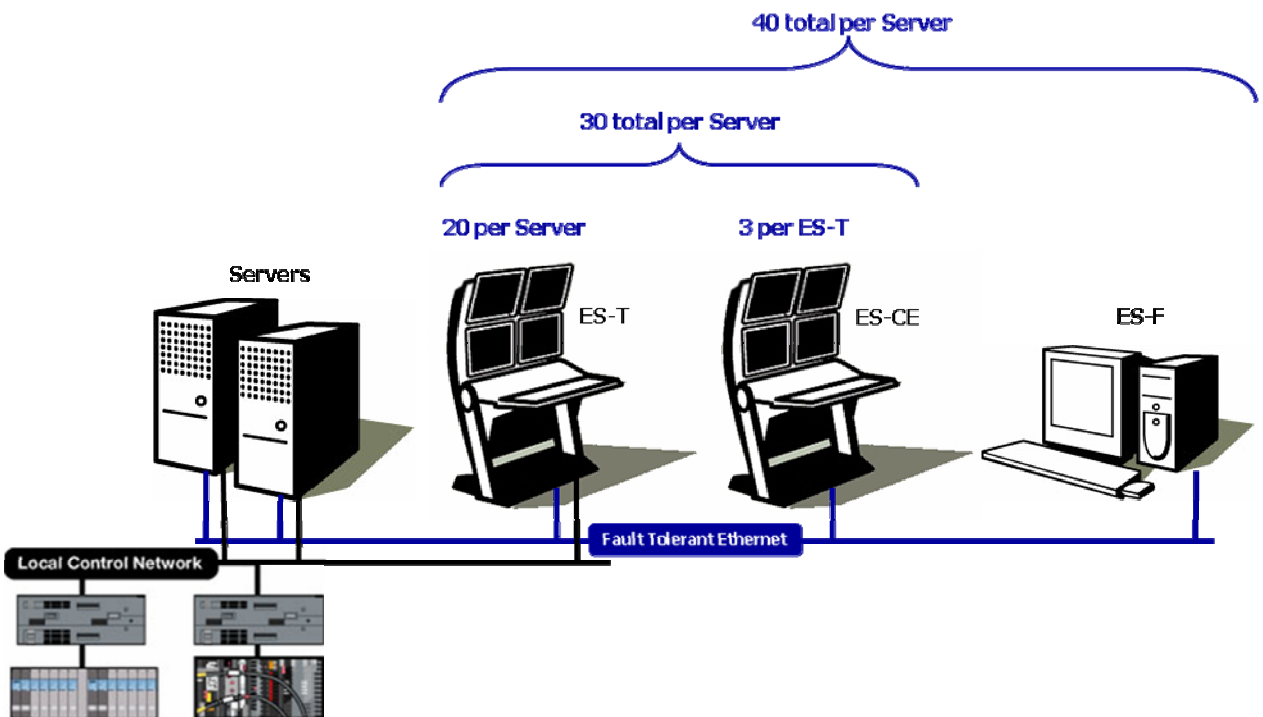 40 total per Server
30 total per Server
20 per Server
3 per ES-T
Servers
ES-T
ES-CE
ES-F
Fault Tolerant Ethernet
Local Control Network